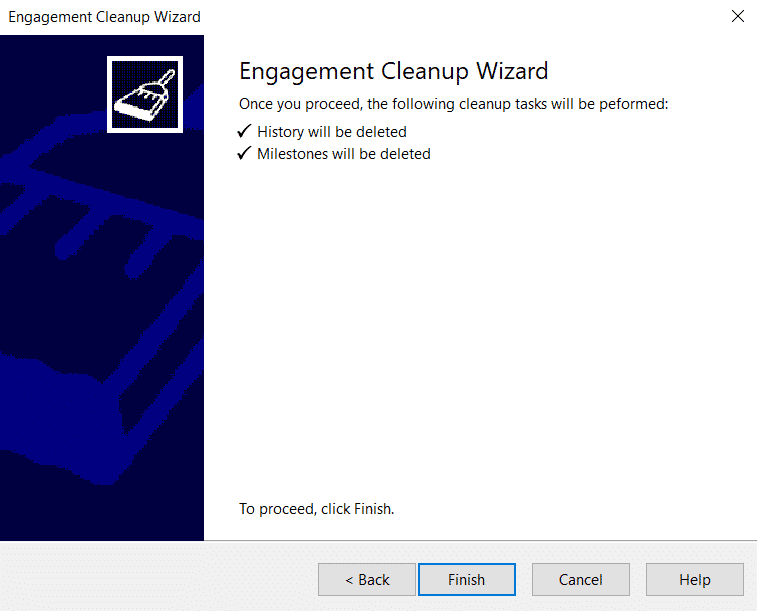 Engagement Cleanup Wizard
Engagement Cleanup Wizard
Once you proceed, the following cleanup tasks will be peformed:
History will be deleted
Milestones will be deleted
To proceed, click Finish.
< Back Finish Cancel Help